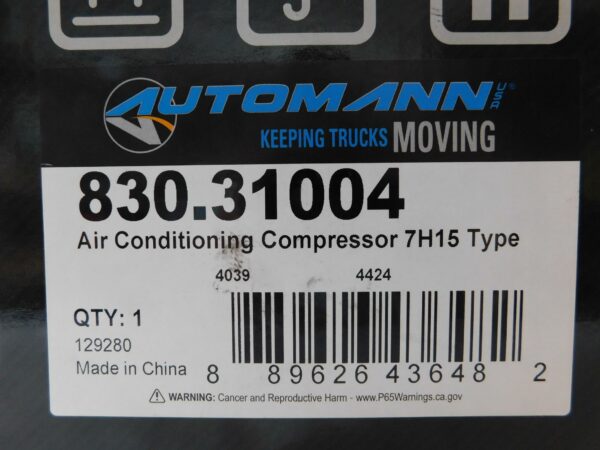 AUTOMANN USA®
KEEPING TRUCKS MOVING
830.31004
Air Conditioning Compressor 7H15 Type
4039 4424
QTY: 1
129280
Made in China
8 89626 43648 2
WARNING: Cancer and Reproductive Harm - www.P65Warnings.ca.gov